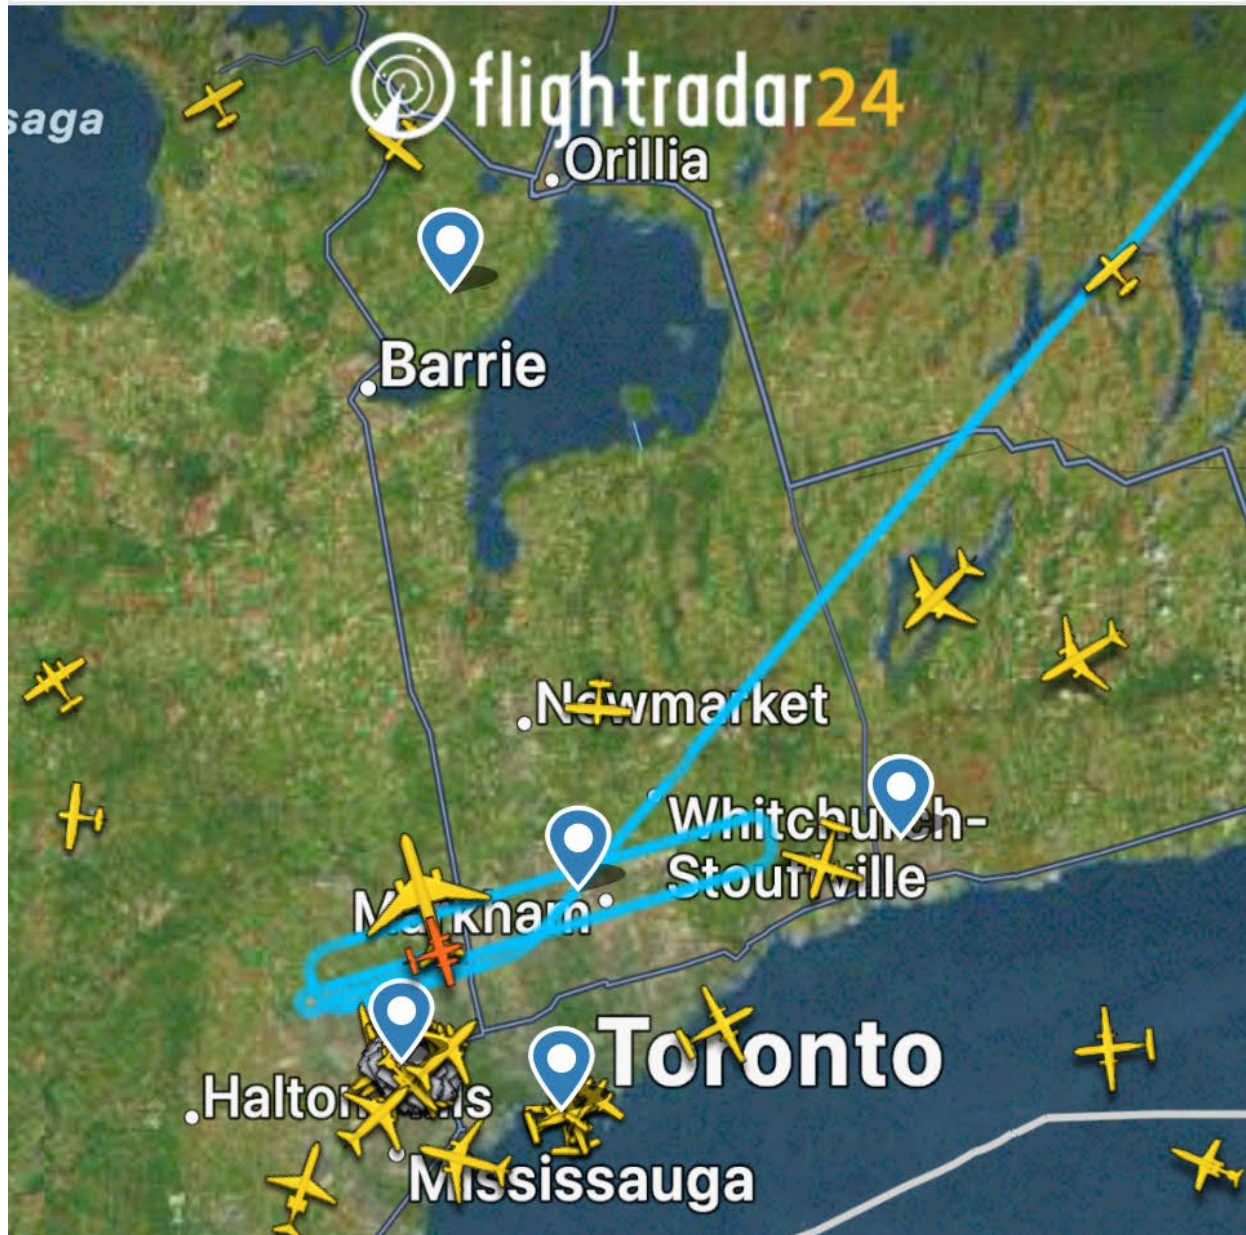 flightradar24
saga
Orillia
Barrie
Newmarket
Whitchurch-
Stouffville
Markham
Toronto
Halton Hills
Mississauga